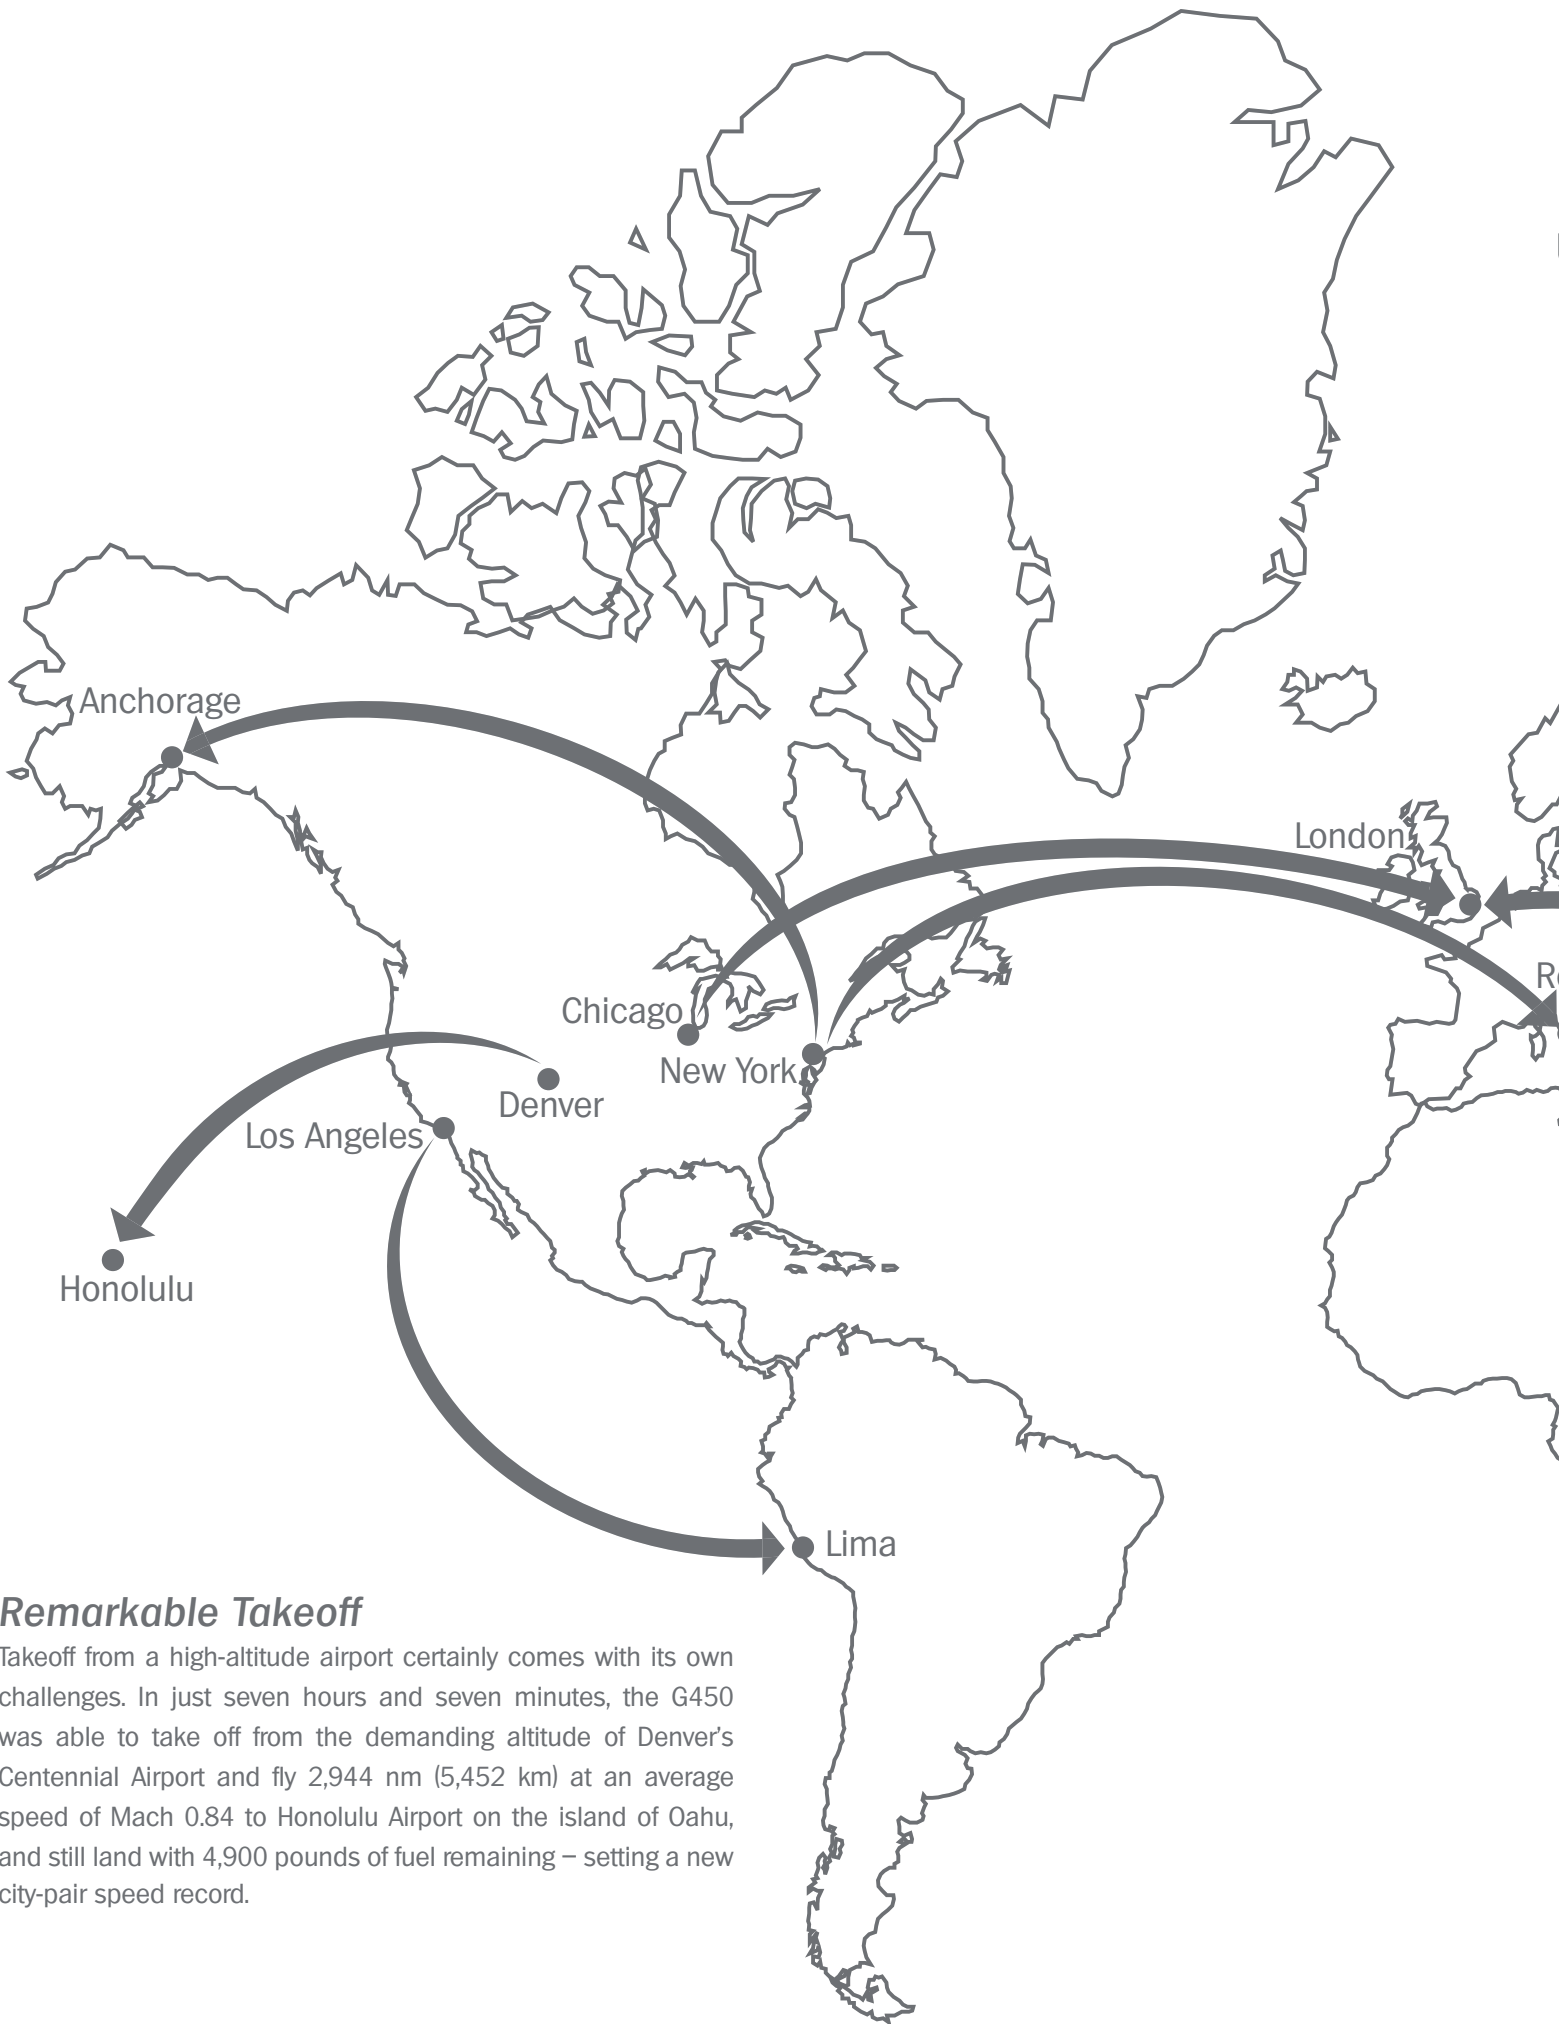 Anchorage
London
Chicago
New York
Denver
Los Angeles
Honolulu
Lima
Remarkable Takeoff
Takeoff from a high-altitude airport certainly comes with its own
challenges. In just seven hours and seven minutes, the G450
was able to take off from the demanding altitude of Denver’s
Centennial Airport and fly 2,944 nm (5,452 km) at an average
speed of Mach 0.84 to Honolulu Airport on the island of Oahu,
and still land with 4,900 pounds of fuel remaining – setting a new
city-pair speed record.